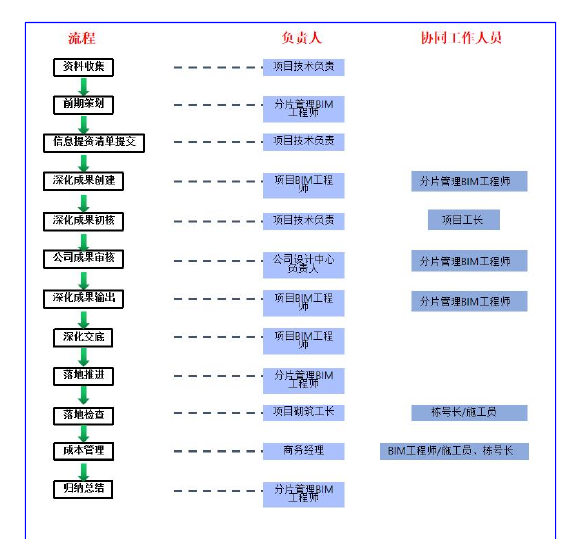 流程 负责人 协同工作人员
资料收集 项目技术负责
前期策划 分片管理BIM
工程师
信息提资清单提交 项目技术负责
深化成果创建 项目BIM工程
师 分片管理BIM工程师
深化成果初核 项目技术负责 项目工长
公司成果审核 公司设计中心
负责人 分片管理BIM工程师
深化成果输出 项目BIM工程
师 分片管理BIM工程师
深化交底 项目BIM工程
师
落地推进 分片管理BIM
工程师
落地检查 项目砌筑工长 栋号长/施工员
成本管理 商务经理 BIM工程师/施工员、栋号长
归纳总结 分片管理BIM
工程师